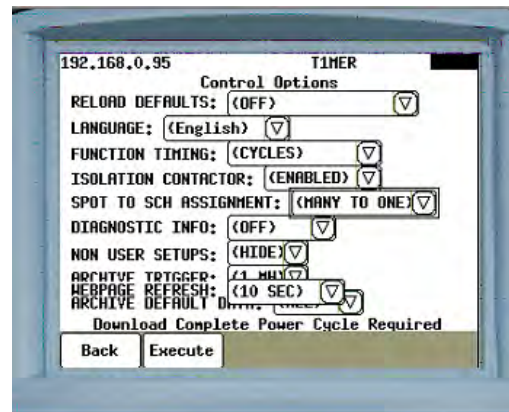 192.168.0.95 T1MER
Control Options
RELOAD DEFAULTS: (OFF)
LANGUAGE: (English)
FUNCTION TIMING: (CYCLES)
ISOLATION CONTACTOR: (ENABLED)
SPOT TO SCH ASSIGNMENT: (MANY TO ONE)
DIAGNOSTIC INFO: (OFF)
NON USER SETUPS: (HIDE)
ARCHIVE TRIGGER:
WEBPAGE REFRESH: (10 SEC)
ARCHIVE DEFAULT
Download Complete Power Cycle Required
Back Execute